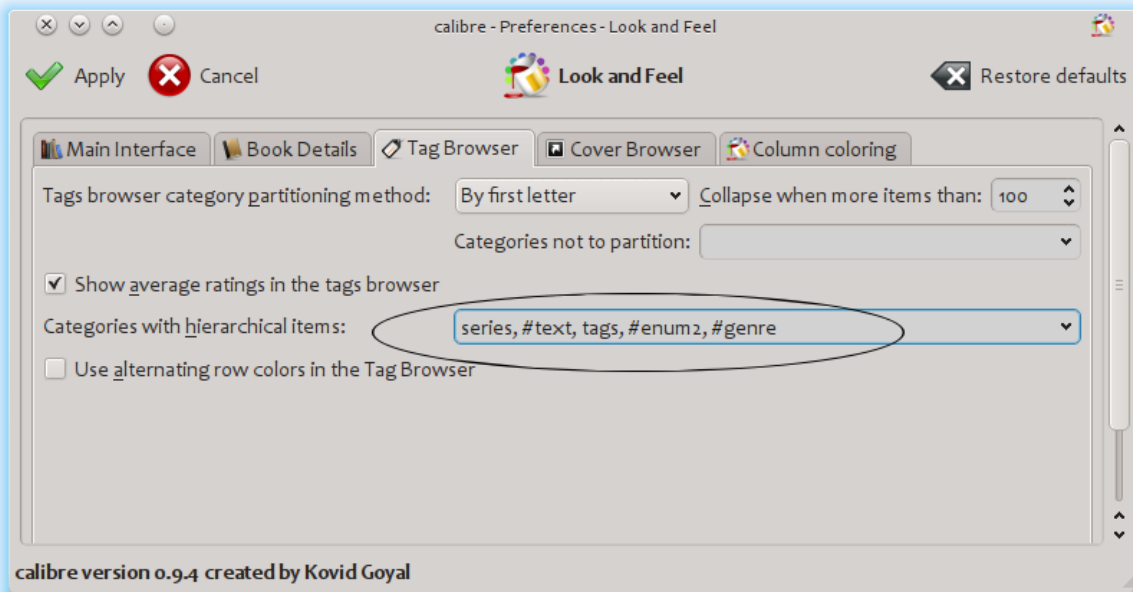 calibre - Preferences - Look and Feel
Apply Cancel Look and Feel Restore defaults
Main Interface Book Details Tag Browser Cover Browser Column coloring
Tags browser category partitioning method: By first letter Collapse when more items than: 100
Categories not to partition:
Show average ratings in the tags browser
Categories with hierarchical items: series, #text, tags, #enum2, #genre
Use alternating row colors in the Tag Browser
calibre version 0.9.4 created by Kovid Goyal